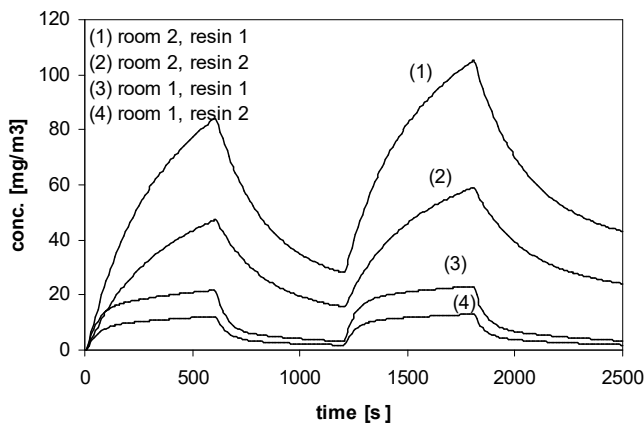 120
(1) room 2, resin 1
(2) room 2, resin 2
(3) room 1, resin 1
(4) room 1, resin 2
100
80
60
40
20
0
conc. [mg/m3]
(1)
(2)
(3)
(4)
0 500 1000 1500 2000 2500
time [s]